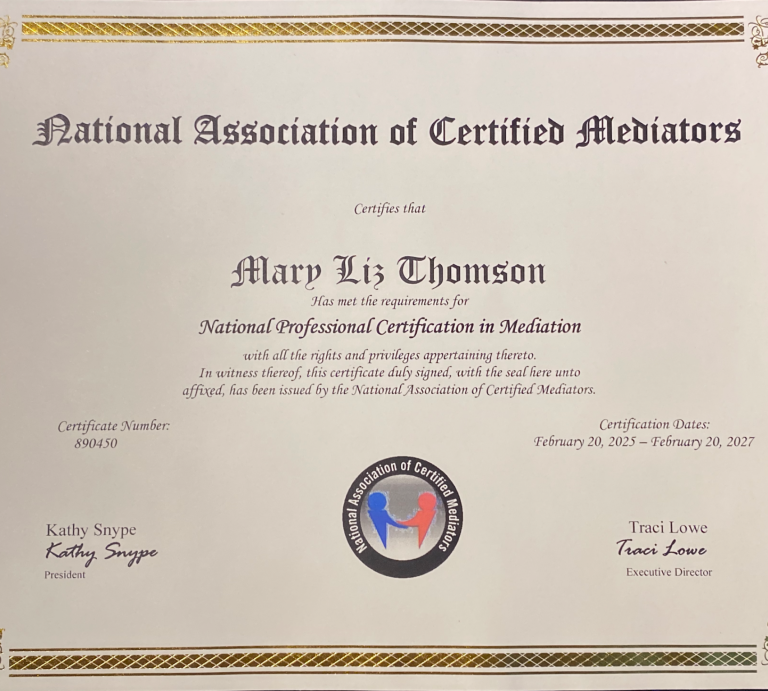 National Association of Certified Mediators
Certifies that
Mary Liz Thomson
Has met the requirements for
National Professional Certification in Mediation
with all the rights and privileges appertaining thereto.
In witness thereof, this certificate duly signed, with the seal here unto
affixed, has been issued by the National Association of Certified Mediators.
Certificate Number:
890450
Certification Dates:
February 20, 2025 – February 20, 2027
National Association of Certified Mediators
Kathy Snype
Kathy Snype
President
Traci Lowe
Traci Lowe
Executive Director